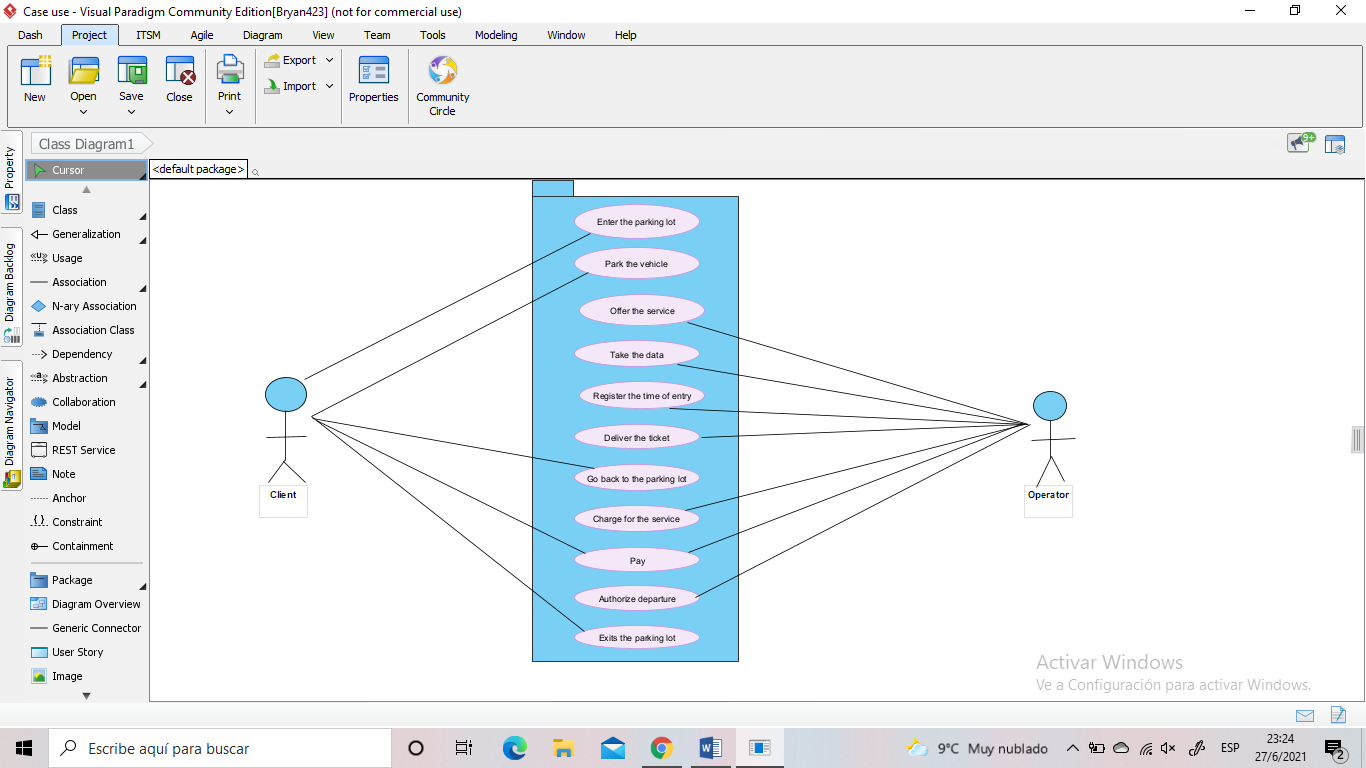 Case use - Visual Paradigm Community Edition[Bryan423] (not for commercial use)
Dash Project ITSM Agile Diagram View Team Tools Modeling Window Help
New Open Save Close Print Export Import Properties Community Circle
Class Diagram1
9+
Property
Diagram Backlog
Diagram Navigator
Cursor
<default package>
Class
Generalization
«U» Usage
Association
N-ary Association
Association Class
Dependency
«a» Abstraction
Collaboration
Model
REST Service
Note
Anchor
{} Constraint
Containment
Package
Diagram Overview
Generic Connector
User Story
Image
Enter the parking lot
Park the vehicle
Offer the service
Take the data
Register the time of entry
Deliver the ticket
Go back to the parking lot
Charge for the service
Pay
Authorize departure
Exits the parking lot
Client
Operator
Activar Windows
Ve a Configuración para activar Windows.
Escribe aquí para buscar
9°C Muy nublado
ESP
23:24
27/6/2021
2